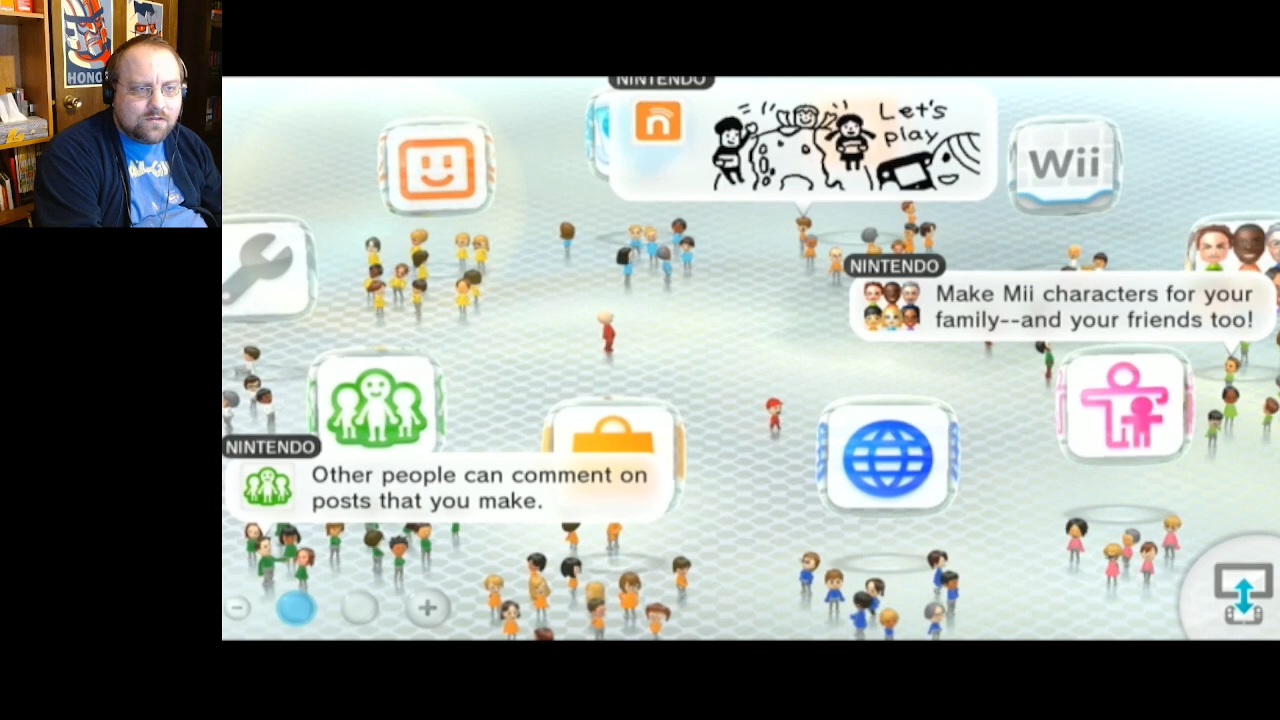 HONO
NINTENDO
Let's
play
Wii
NINTENDO
Make Mii characters for your
family--and your friends too!
NINTENDO
Other people can comment on
posts that you make.